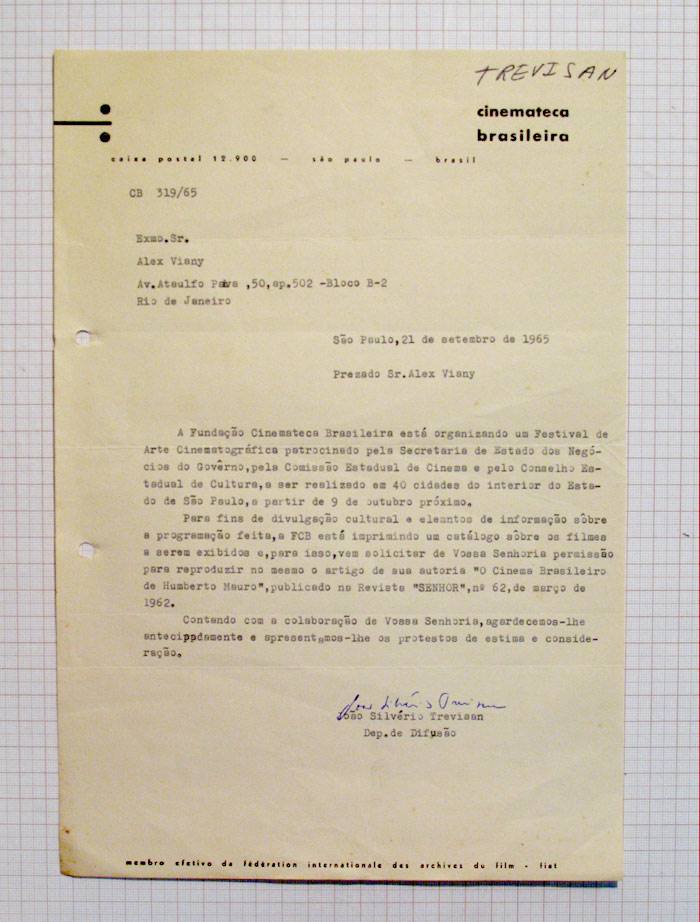 TREVISAN
cinemateca
brasileira
caixa postal 12.900 — são paulo — brasil
CB 319/65
Exmo.Sr.
Alex Viany
Av.Ataulfo Paiva ,50,ap.502 -Bloco B-2
Rio de Janeiro
São Paulo,21 de setembro de 1965
Prezado Sr.Alex Viany
A Fundação Cinemateca Brasileira está organizando um Festival de
Arte Cinematográfica patrocinado pela Secretaria de Estado dos Negó-
cios do Govêrno,pela Comissão Estadual de Cinema e pelo Conselho Es-
tadual de Cultura,a ser realizado em 40 cidades do interior do Esta-
do de São Paulo,a partir de 9 de outubro próximo.
Para fins de divulgação cultural e elemntos de informação sôbre
a programação feita,a FCB está imprimindo um catálogo sôbre os filmes
a serem exibidos e,para isso,vem solicitar de Vossa Senhoria permissão
para reproduzir no mesmo o artigo de sua autoria "O Cinema Brasileiro
de Humberto Mauro",publicado na Revista "SENHOR",nº 62,de março de
1962.
Contando com a colaboração de Vossa Senhoria,agardecemos-lhe
antecipadamente e apresentamos-lhe os protestos de estima e conside-
ração.
João Silvério Trevisan
João Silvério Trevisan
Dep.de Difusão
membro efetivo da fédération internationale des archives du film - fiat